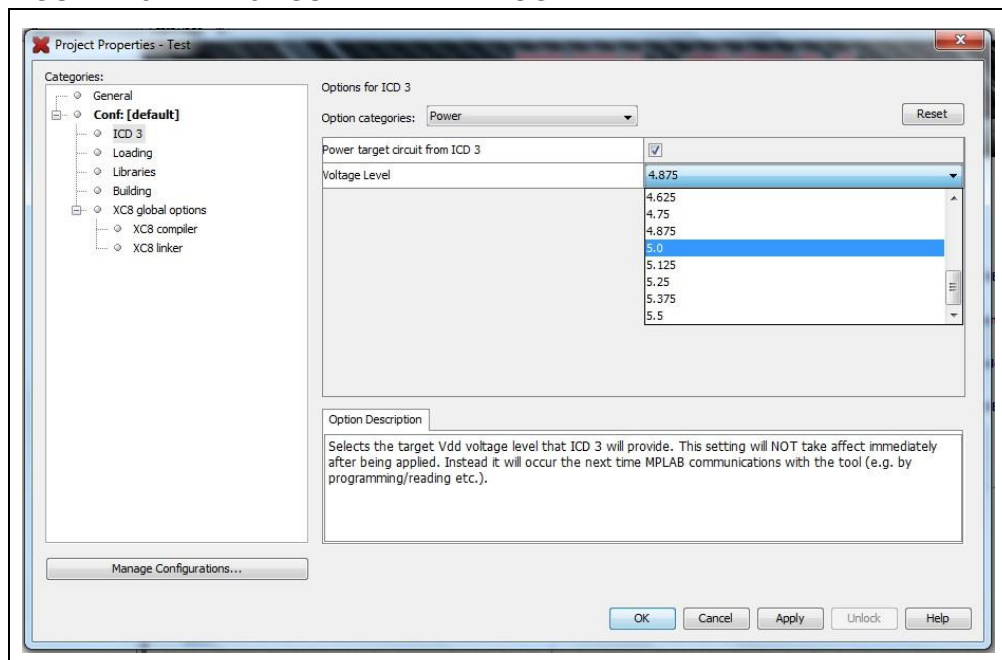 Project Properties - Test
Categories:
General
Conf: [default]
ICD 3
Loading
Libraries
Building
XC8 global options
XC8 compiler
XC8 linker
Manage Configurations...
Options for ICD 3
Option categories: Power
Reset
Power target circuit from ICD 3
Voltage Level 4.875
4.625
4.75
4.875
5.0
5.125
5.25
5.375
5.5
Option Description
Selects the target Vdd voltage level that ICD 3 will provide. This setting will NOT take affect immediately
after being applied. Instead it will occur the next time MPLAB communications with the tool (e.g. by
programming/reading etc.).
OK Cancel Apply Unlock Help